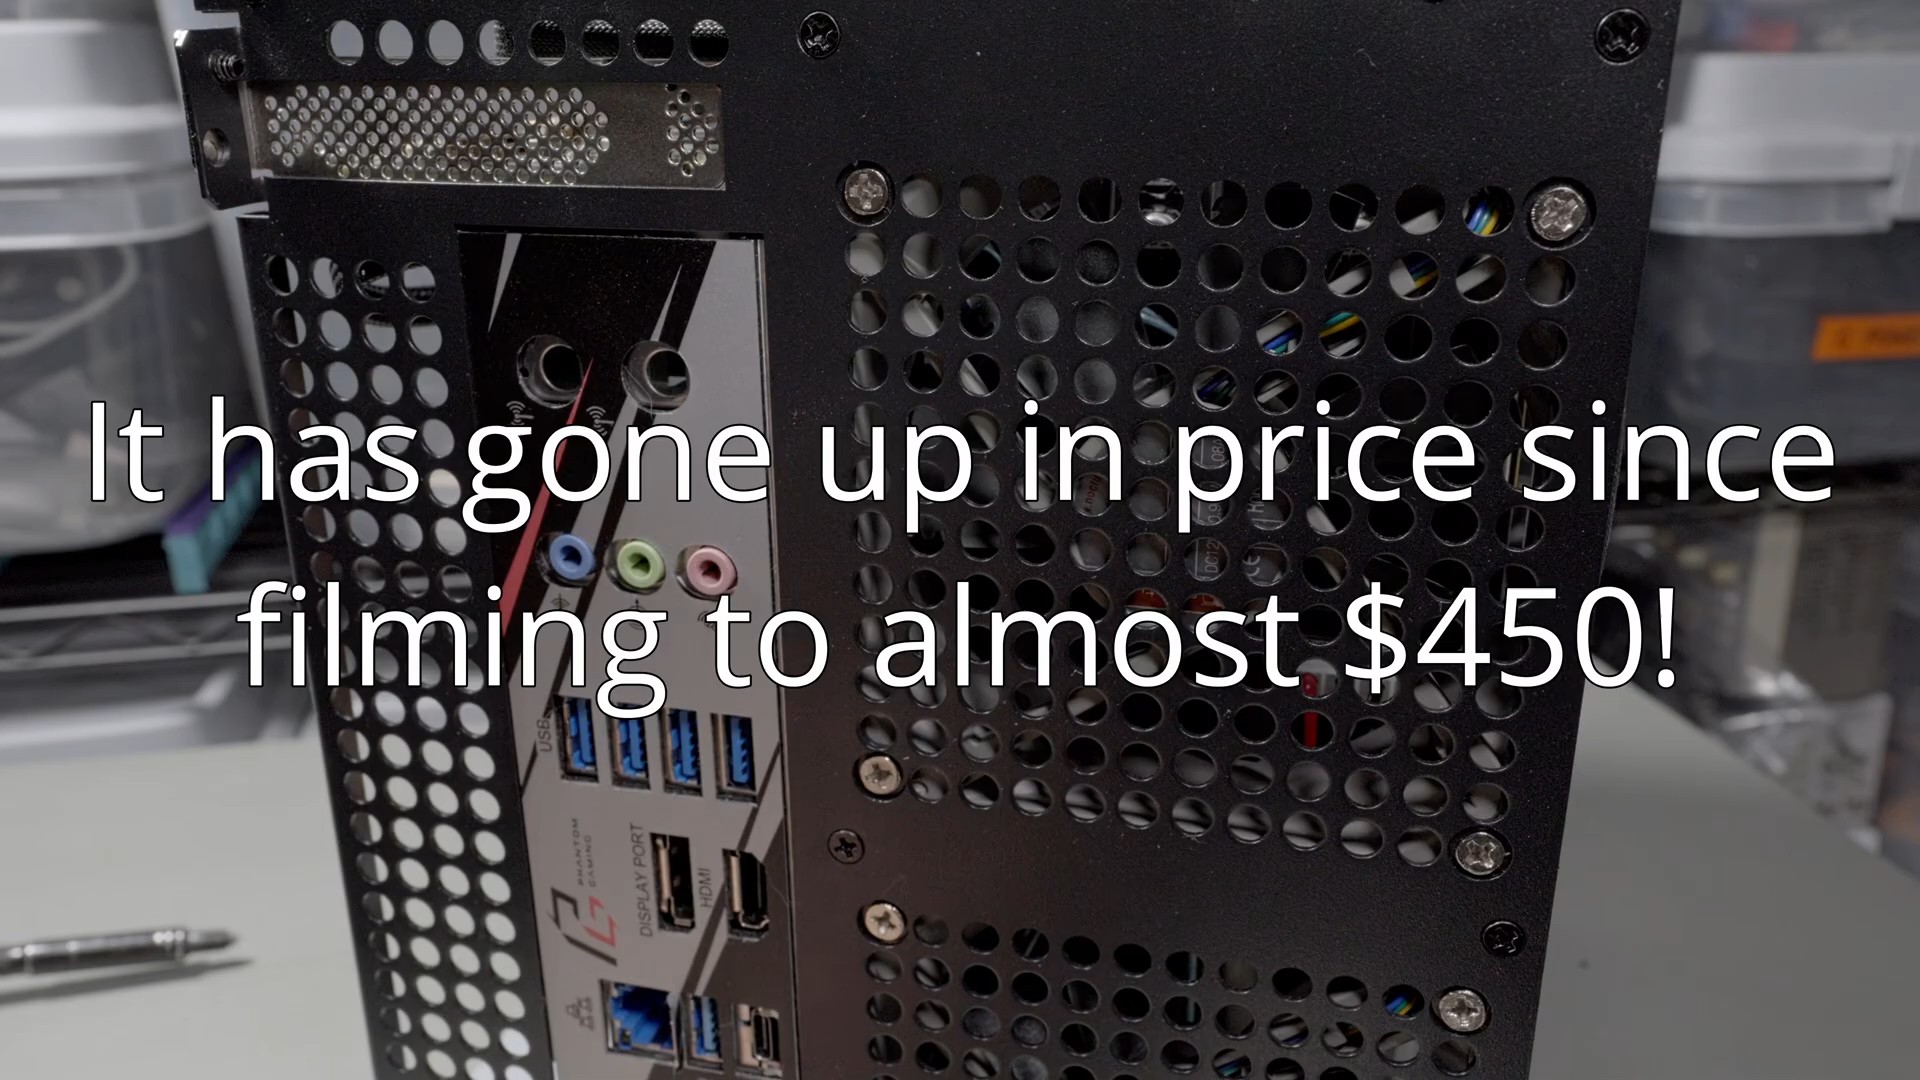 It has gone up in price since
filming to almost $450!
USB
PHANTOM
GAMING
DISPLAY PORT
HDMI